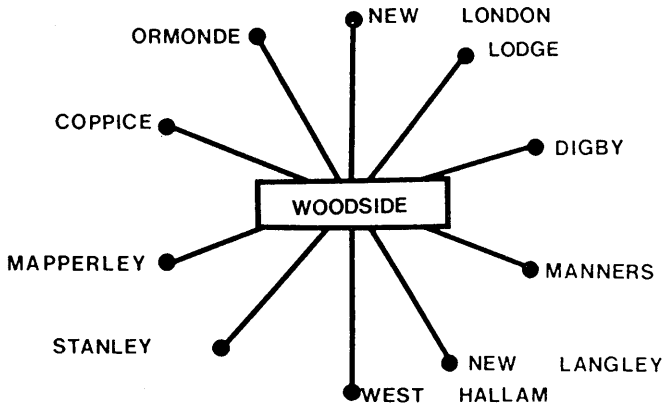 NEW LONDON
ORMONDE
LODGE
COPPICE
DIGBY
WOODSIDE
MAPPERLEY
MANNERS
STANLEY
NEW LANGLEY
WEST HALLAM